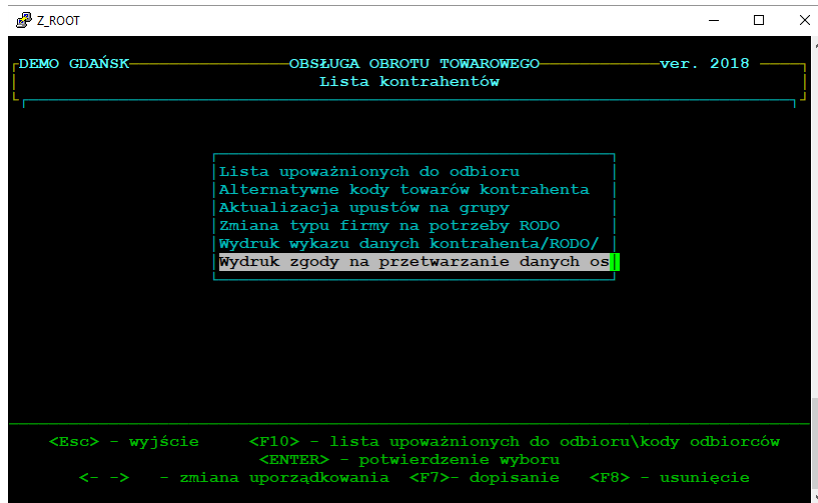 Z_ROOT
DEMO GDAŃSK OBSŁUGA OBROTU TOWAROWEGO ver. 2018
Lista kontrahentów
Lista upoważnionych do odbioru
Alternatywne kody towarów kontrahenta
Aktualizacja upustów na grupy
Zmiana typu firmy na potrzeby RODO
Wydruk wykazu danych kontrahenta/RODO/
Wydruk zgody na przetwarzanie danych os
<Esc> - wyjście <F10> - lista upoważnionych do odbioru\kody odbiorców
<ENTER> - potwierdzenie wyboru
<- -> - zmiana uporządkowania <F7>- dopisanie <F8> - usunięcie